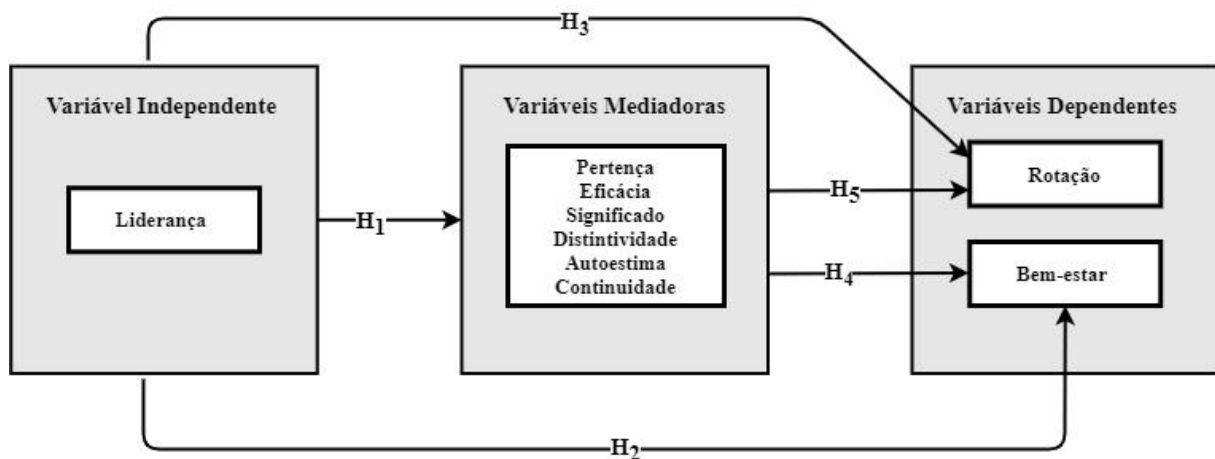 H3
Variável Independente
Liderança
H1
Variáveis Mediadoras
Pertença
Eficácia
Significado
Distintividade
Autoestima
Continuidade
H5
H4
Variáveis Dependentes
Rotação
Bem-estar
H2